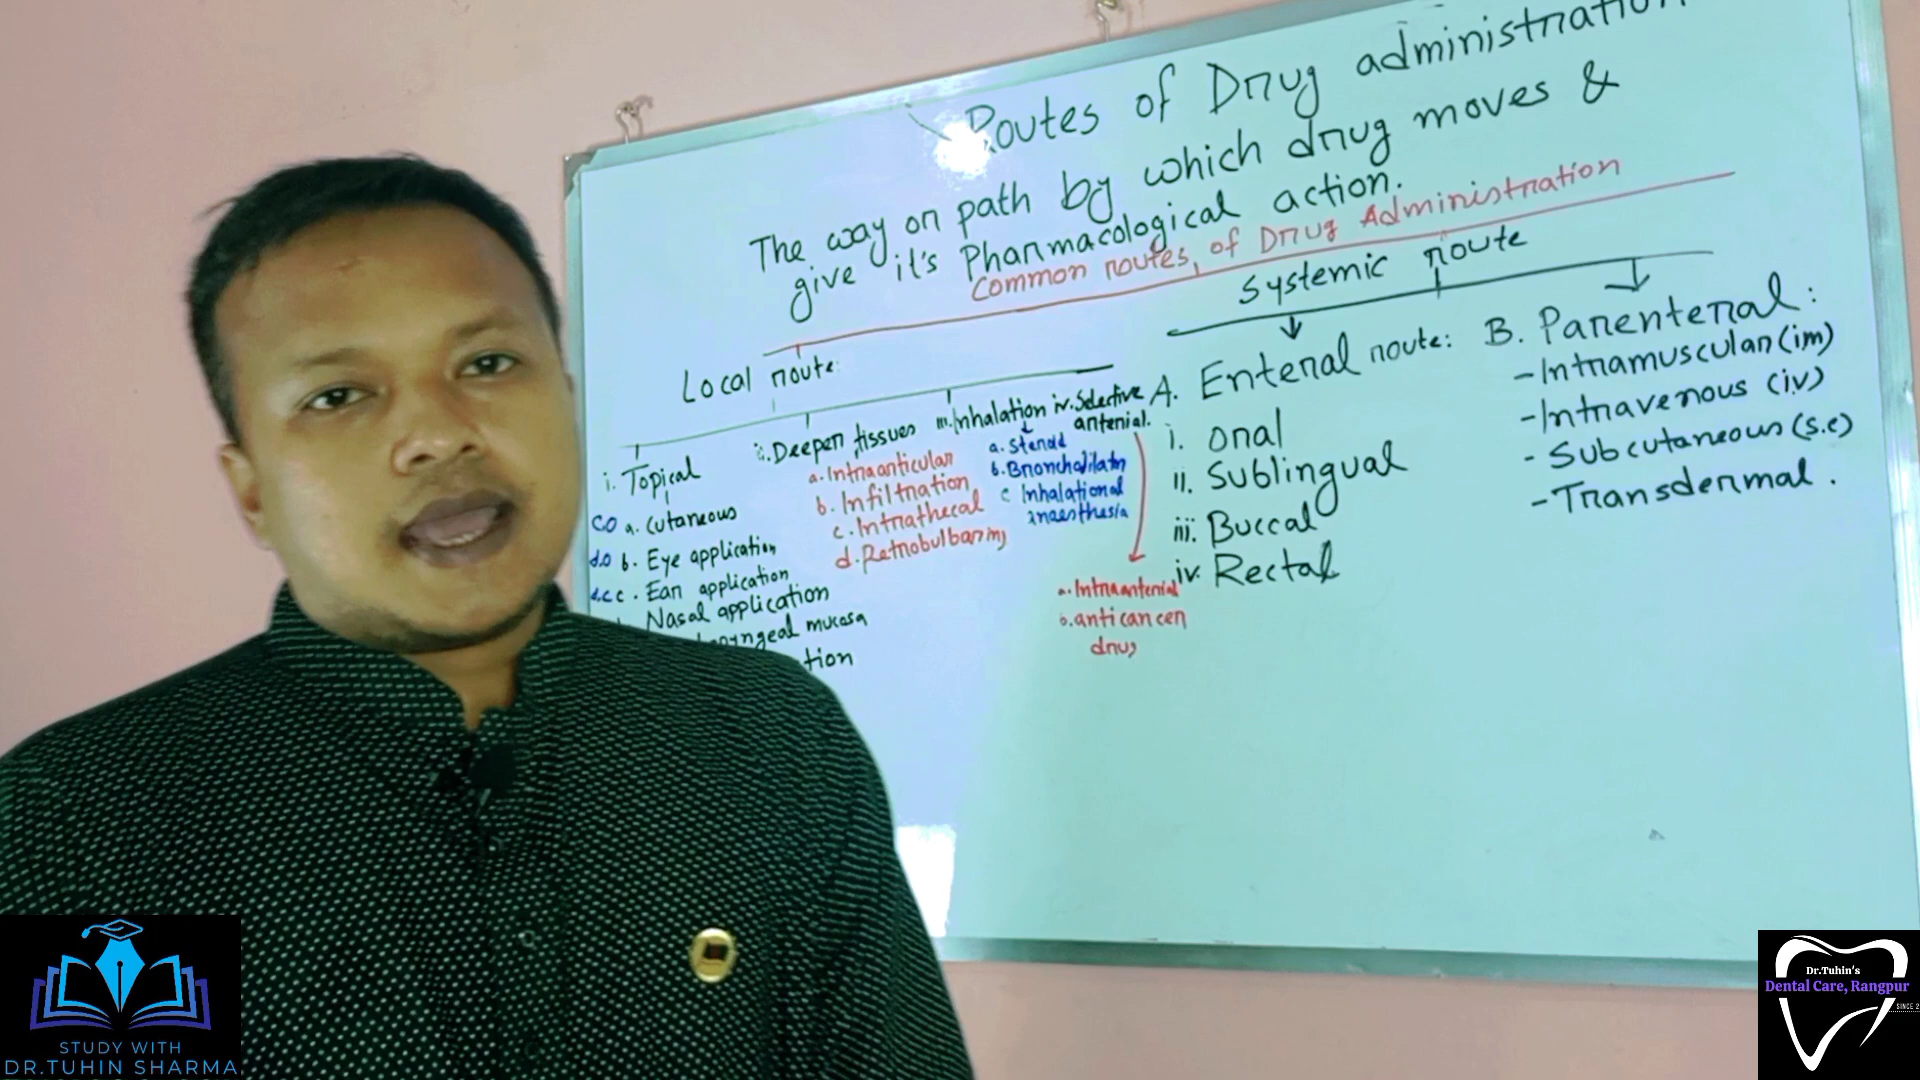 Routes of Drug administration
The way or path by which drug moves &
give it's Pharmacological action.
Common routes, of Drug Administration
Local route:
i. Topical
a. Cutaneous
b. Eye application
c. Ear application
Nasal application
mucosa
ii. Deeper tissues
a. Intraarticular
b. Infiltration
c. Intrathecal
d. Retrobulbar inj
iii. Inhalation
a. Steroid
b. Bronchodilator
c Inhalational
anaesthesia
iv. Selective
arterial.
a. Intraarterial
b. anticancer
drug
Systemic route
A. Enteral route:
i. oral
ii. Sublingual
iii. Buccal
iv. Rectal
B. Parenteral:
- Intramuscular (im)
- Intravenous (iv)
- Subcutaneous (s.c)
- Transdermal.
STUDY WITH
DR.TUHIN SHARMA
Dr.Tuhin's
Dental Care, Rangpur
SINCE 2